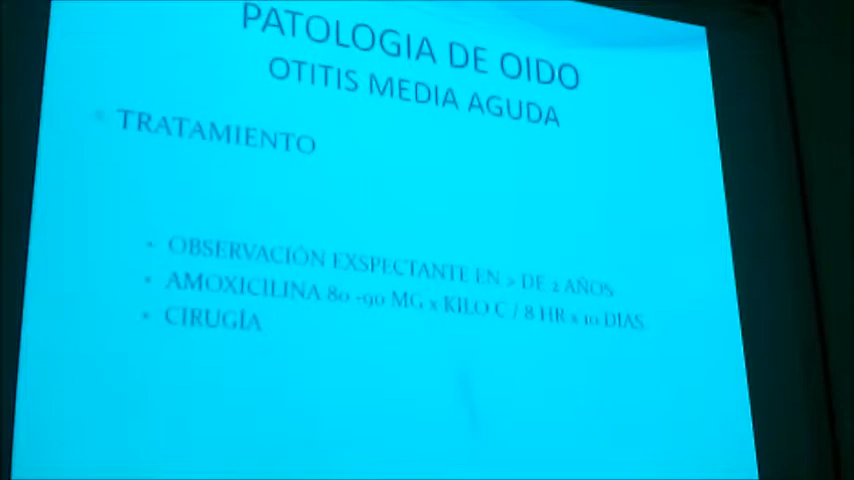 PATOLOGIA DE OIDO
OTITIS MEDIA AGUDA
TRATAMIENTO
OBSERVACIÓN EXSPECTANTE EN > DE 2 AÑOS
AMOXICILINA 80 -90 MG x KILO C / 8 HR x 10 DIAS
CIRUGÍA